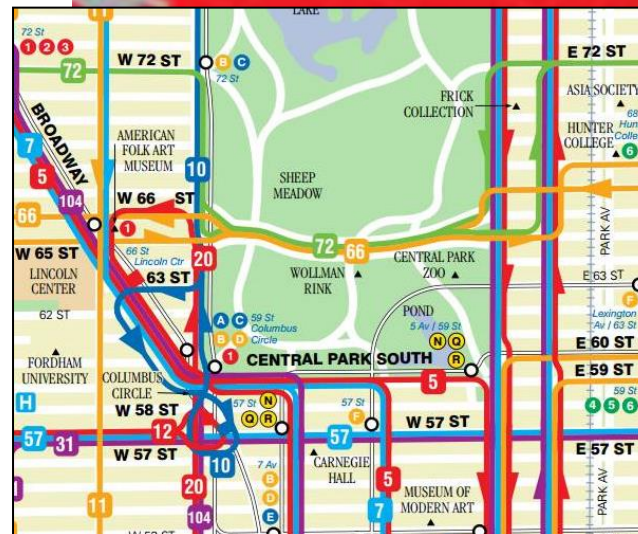 LAKE
72 St
1 2 3
11
W 72 ST
B C
72 St
E 72 ST
72
FRICK
COLLECTION
ASIA SOCIETY
BROADWAY
AMERICAN
FOLK ART
MUSEUM
HUNTER
COLLEGE
68
Hun
Colle
6
7
5
10
SHEEP
MEADOW
104
W 66 ST
66
1
72
66
PARK AV
W 65 ST
66 St
Lincoln Ctr
20
WOLLMAN
RINK
CENTRAL PARK
ZOO
LINCOLN
CENTER
63 ST
E 63 ST
62 ST
A C
B D
1
59 St
Columbus
Circle
POND
5 Av / 59 St
N Q
R
F
Lexington
Av / 63 St
FORDHAM
UNIVERSITY
CENTRAL PARK SOUTH
E 60 ST
COLUMBUS
CIRCLE
5
E 59 ST
59 St
4 5 6
H
W 58 ST
57 St
N
Q R
57 St
F
W 57 ST
57
31
12
57
E 57 ST
W 57 ST
10
CARNEGIE
HALL
7 Av
B
D
E
20
5
7
11
104
MUSEUM OF
MODERN ART
PARK AV